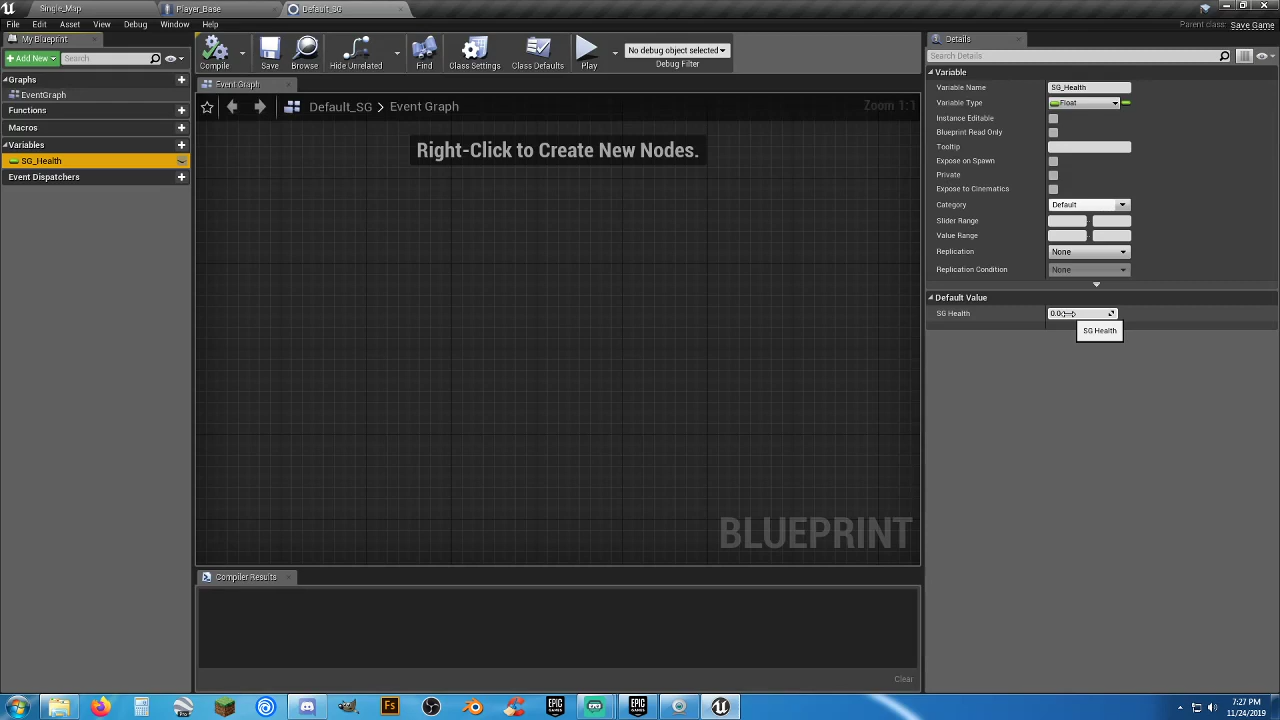 Single_Map
Player_Base
Default_SG
File Edit Asset View Debug Window Help
Parent class: Save Game
My Blueprint
Add New
Search
Compile
Save
Browse
Hide Unrelated
Find
Class Settings
Class Defaults
Play
No debug object selected
Debug Filter
Graphs
EventGraph
Functions
Macros
Variables
SG_Health
Event Dispatchers
Event Graph
Default_SG > Event Graph
Zoom 1:1
Right-Click to Create New Nodes.
BLUEPRINT
Compiler Results
Clear
Details
Search Details
Variable
Variable Name SG_Health
Variable Type Float
Instance Editable
Blueprint Read Only
Tooltip
Expose on Spawn
Private
Expose to Cinematics
Category Default
Slider Range
Value Range
Replication None
Replication Condition None
Default Value
SG Health 0.0
SG Health
Fs
EPIC GAMES
EPIC GAMES
7:27 PM
11/24/2019